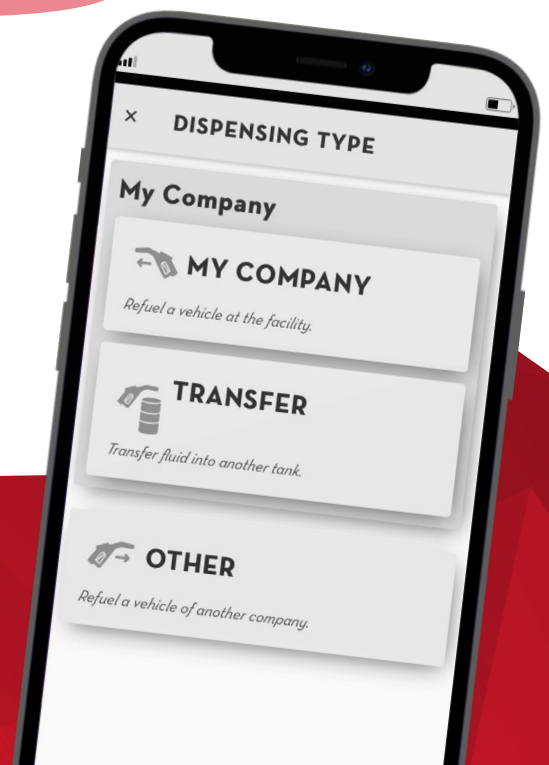 × DISPENSING TYPE
My Company
MY COMPANY
Refuel a vehicle at the facility.
TRANSFER
Transfer fluid into another tank.
OTHER
Refuel a vehicle of another company.